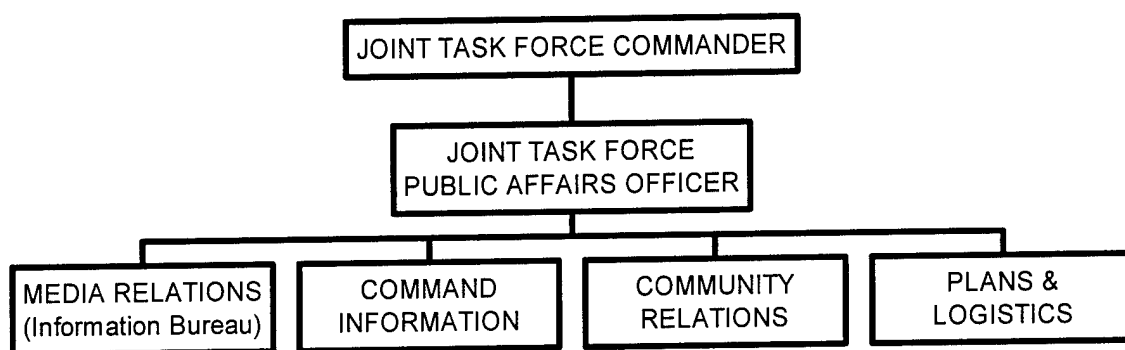 JOINT TASK FORCE COMMANDER
JOINT TASK FORCE
PUBLIC AFFAIRS OFFICER
MEDIA RELATIONS
(Information Bureau)
COMMAND
INFORMATION
COMMUNITY
RELATIONS
PLANS &
LOGISTICS